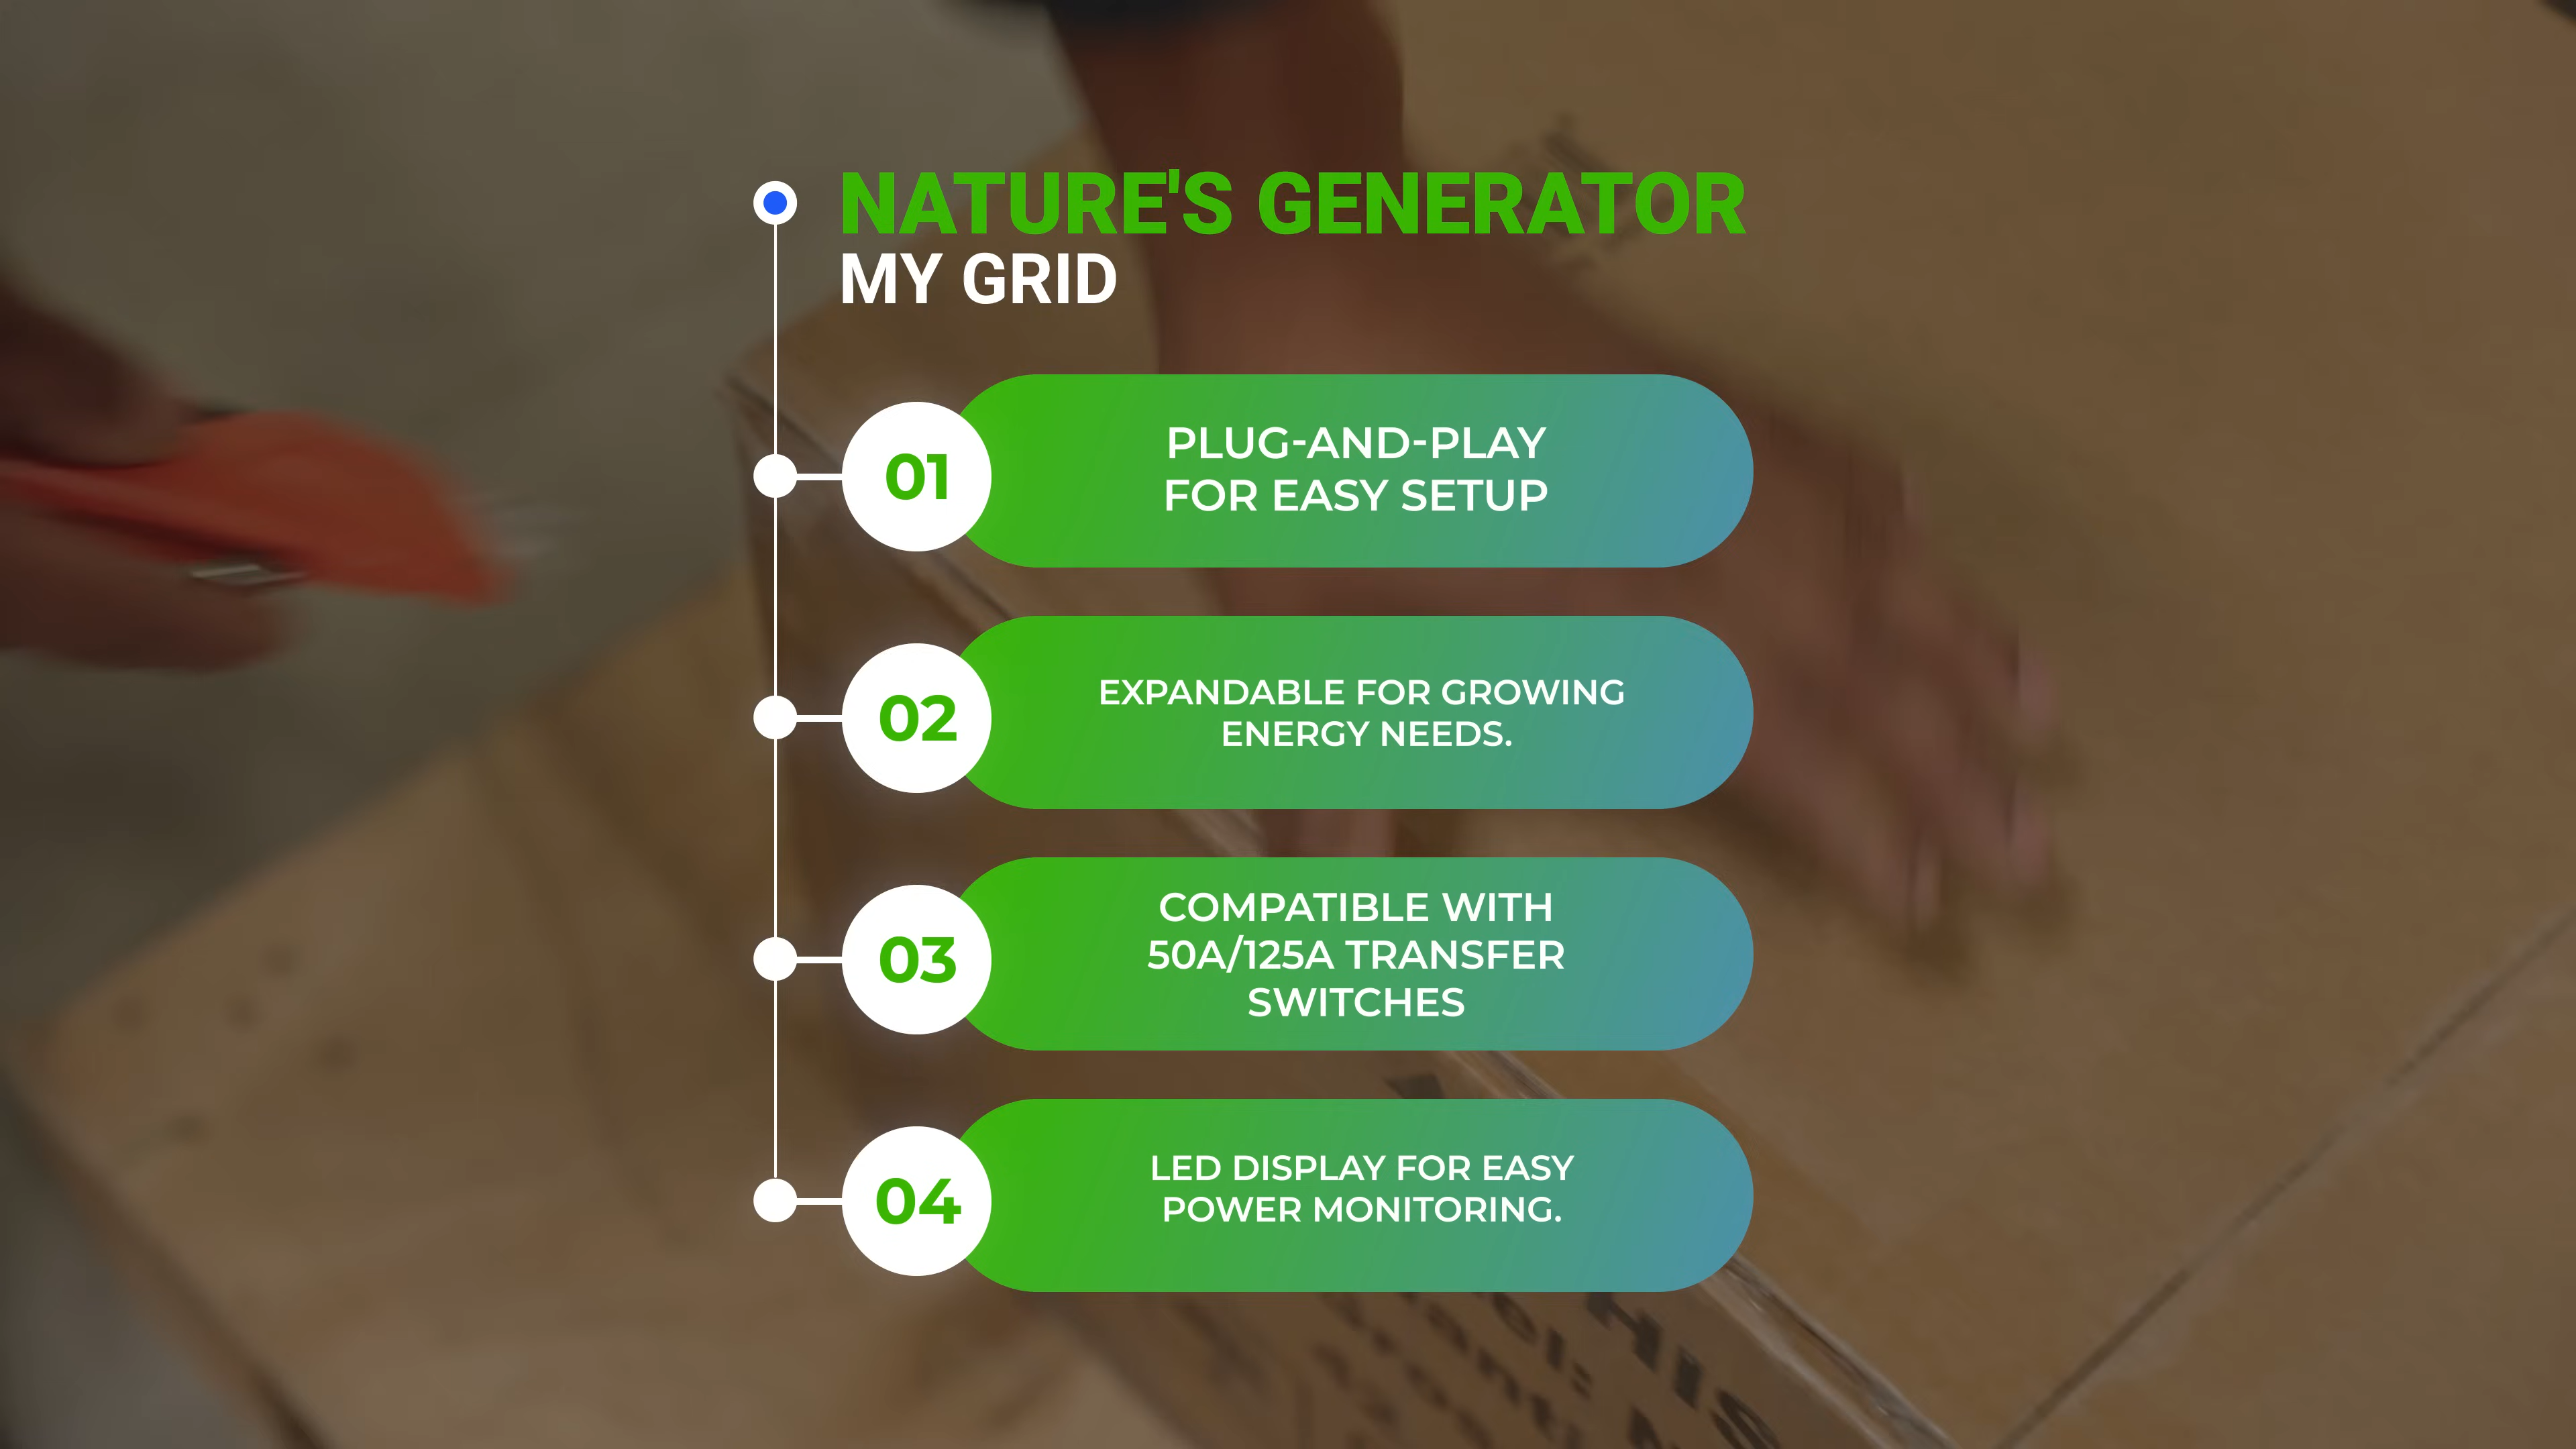 NATURE'S GENERATOR
MY GRID
01
PLUG-AND-PLAY
FOR EASY SETUP
02
EXPANDABLE FOR GROWING
ENERGY NEEDS.
03
COMPATIBLE WITH
50A/125A TRANSFER
SWITCHES
04
LED DISPLAY FOR EASY
POWER MONITORING.